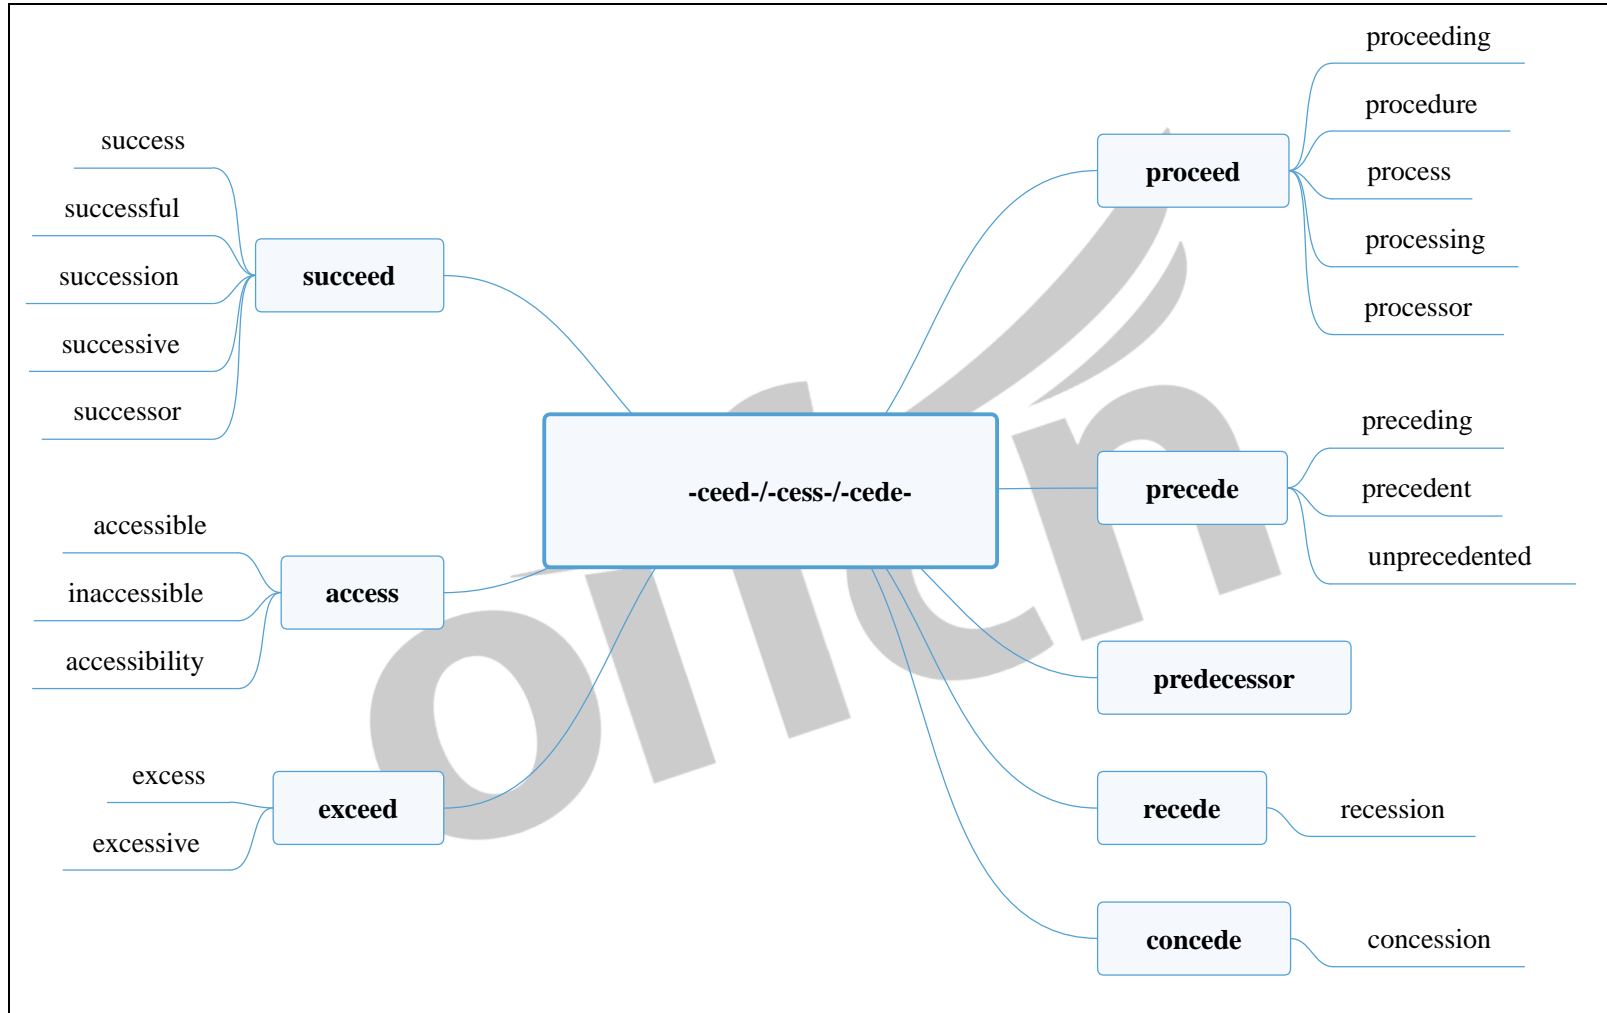 success
successful
succession
successive
successor
succeed
accessible
inaccessible
accessibility
access
excess
excessive
exceed
-ceed-/-cess-/-cede-
proceed
proceeding
procedure
process
processing
processor
precede
preceding
precedent
unprecedented
predecessor
recede
recession
concede
concession
offcn